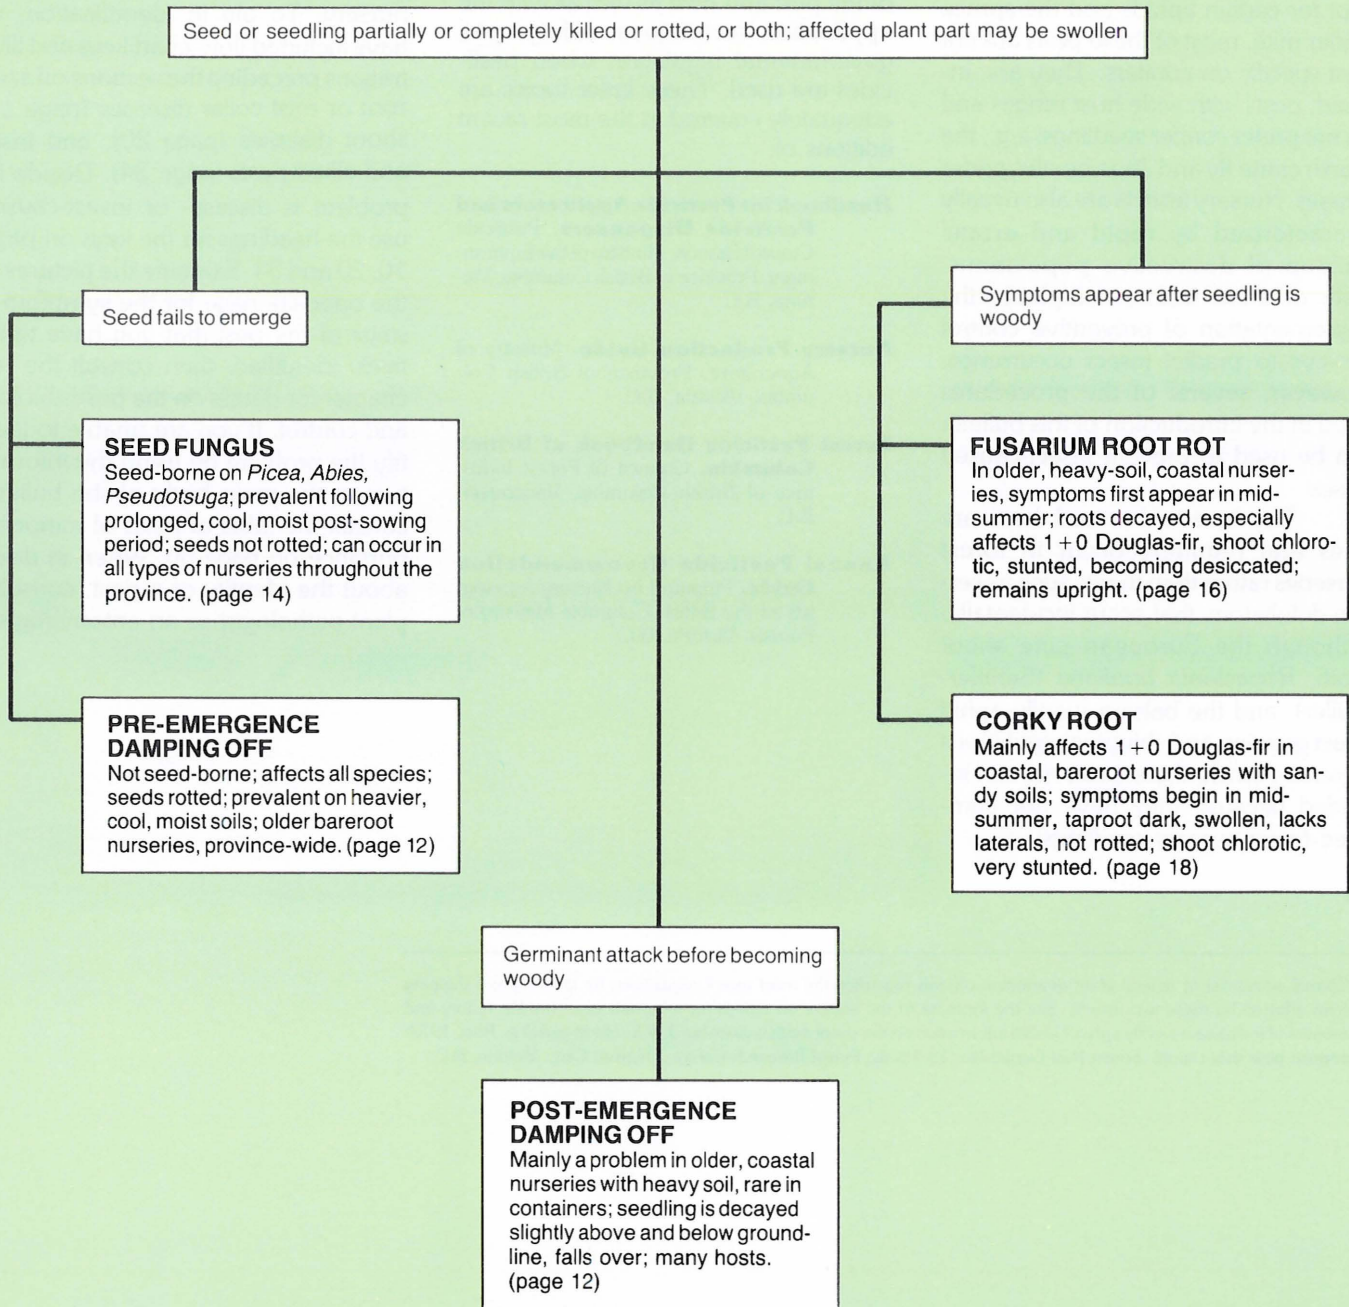 Seed or seedling partially or completely killed or rotted, or both; affected plant part may be swollen
Seed fails to emerge
SEED FUNGUS
Seed-borne on Picea, Abies,
Pseudotsuga; prevalent following
prolonged, cool, moist post-sowing
period; seeds not rotted; can occur in
all types of nurseries throughout the
province. (page 14)
PRE-EMERGENCE
DAMPING OFF
Not seed-borne; affects all species;
seeds rotted; prevalent on heavier,
cool, moist soils; older bareroot
nurseries, province-wide. (page 12)
Germinant attack before becoming
woody
POST-EMERGENCE
DAMPING OFF
Mainly a problem in older, coastal
nurseries with heavy soil, rare in
containers; seedling is decayed
slightly above and below ground-
line, falls over; many hosts.
(page 12)
Symptoms appear after seedling is
woody
FUSARIUM ROOT ROT
In older, heavy-soil, coastal nurser-
ies, symptoms first appear in mid-
summer; roots decayed, especially
affects 1+0 Douglas-fir, shoot chloro-
tic, stunted, becoming desiccated;
remains upright. (page 16)
CORKY ROOT
Mainly affects 1+0 Douglas-fir in
coastal, bareroot nurseries with san-
dy soils; symptoms begin in mid-
summer, taproot dark, swollen, lacks
laterals, not rotted; shoot chlorotic,
very stunted. (page 18)